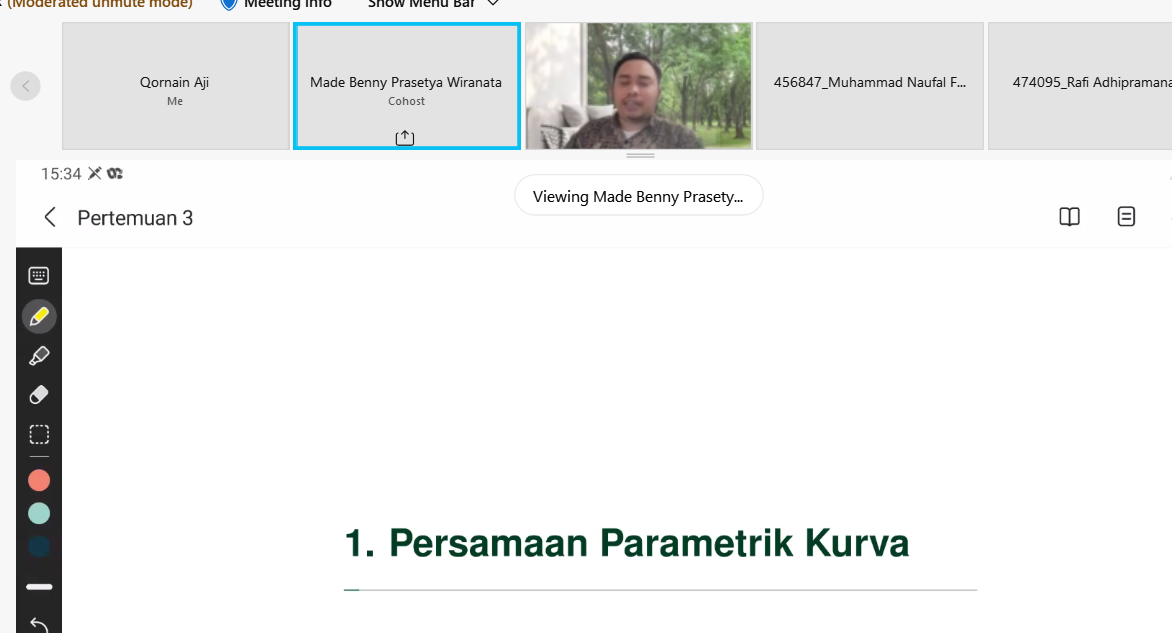 (Moderated unmute mode) Meeting info Show Menu Bar
Qornain Aji
Me
Made Benny Prasetya Wiranata
Cohost
456847_Muhammad Naufal F...
474095_Rafi Adhipramana
15:34
Viewing Made Benny Prasety...
Pertemuan 3
1. Persamaan Parametrik Kurva